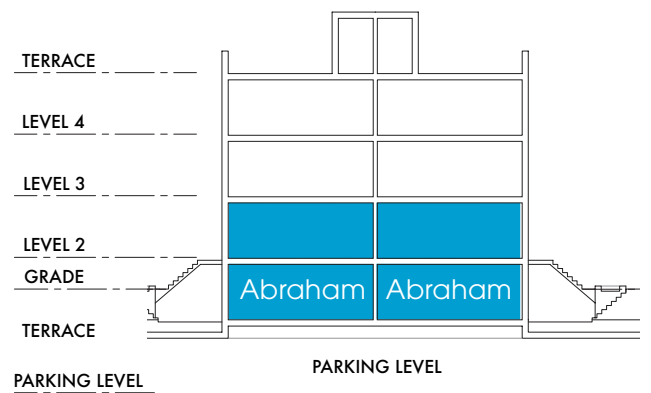 TERRACE
LEVEL 4
LEVEL 3
LEVEL 2
GRADE
Abraham Abraham
TERRACE
PARKING LEVEL
PARKING LEVEL